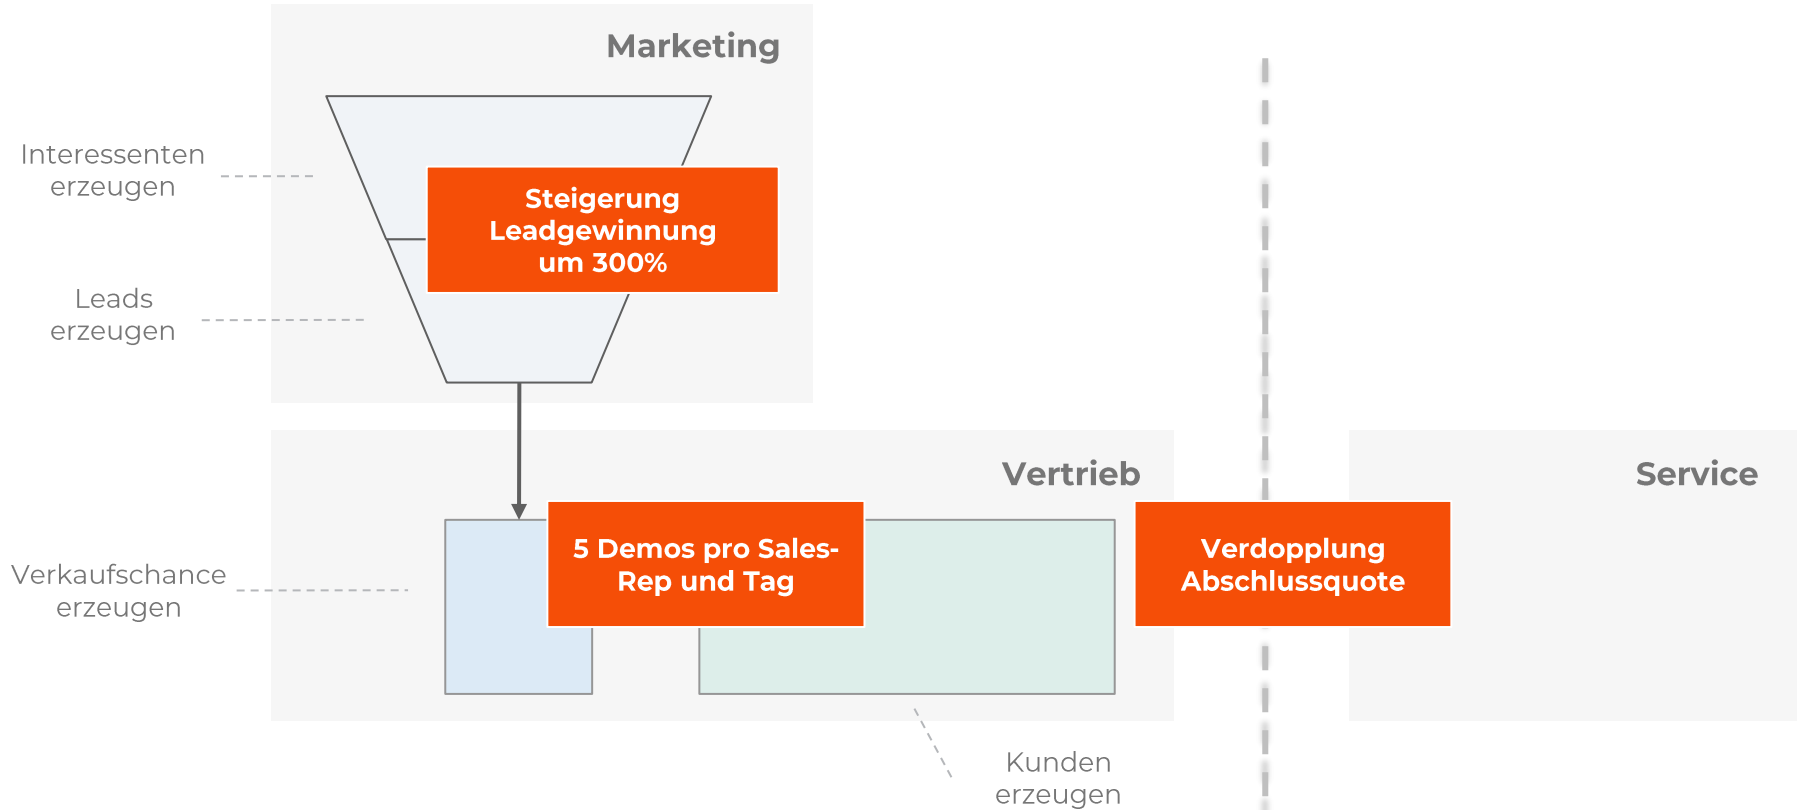 Marketing
Interessenten
erzeugen
Steigerung
Leadgewinnung
um 300%
Leads
erzeugen
Vertrieb
Service
Verkaufschance
erzeugen
5 Demos pro Sales-
Rep und Tag
Verdopplung
Abschlussquote
Kunden
erzeugen